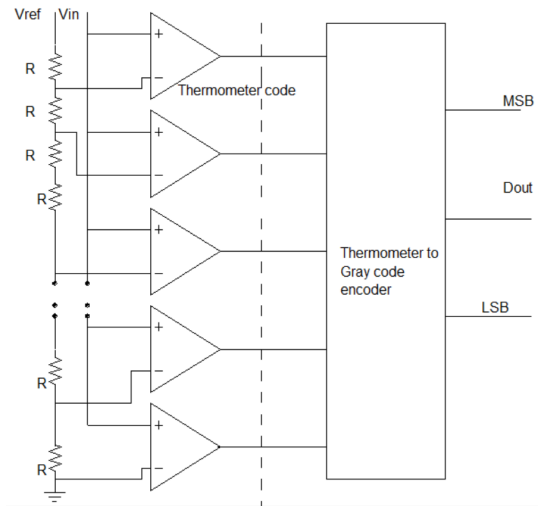 Vref Vin
+
R
−
Thermometer code
R
+
MSB
R
−
Dout
R
+
Thermometer to
Gray code
encoder
−
LSB
+
R
−
+
R
−